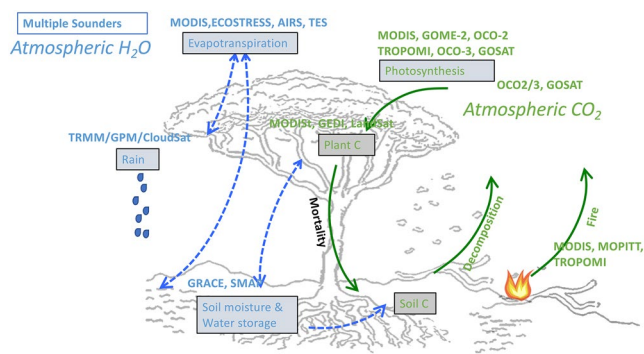 Multiple Sounders
Atmospheric H2O
MODIS,ECOSTRESS, AIRS, TES
Evapotranspiration
MODIS, GOME-2, OCO-2
TROPOMI, OCO-3, GOSAT
Photosynthesis
OCO2/3, GOSAT
Atmospheric CO2
MODISt, GEDI, LandSat
Plant C
TRMM/GPM/CloudSat
Rain
Mortality
Decomposition
Fire
MODIS, MOPITT,
TROPOMI
GRACE, SMAP
Soil moisture &
Water storage
Soil C